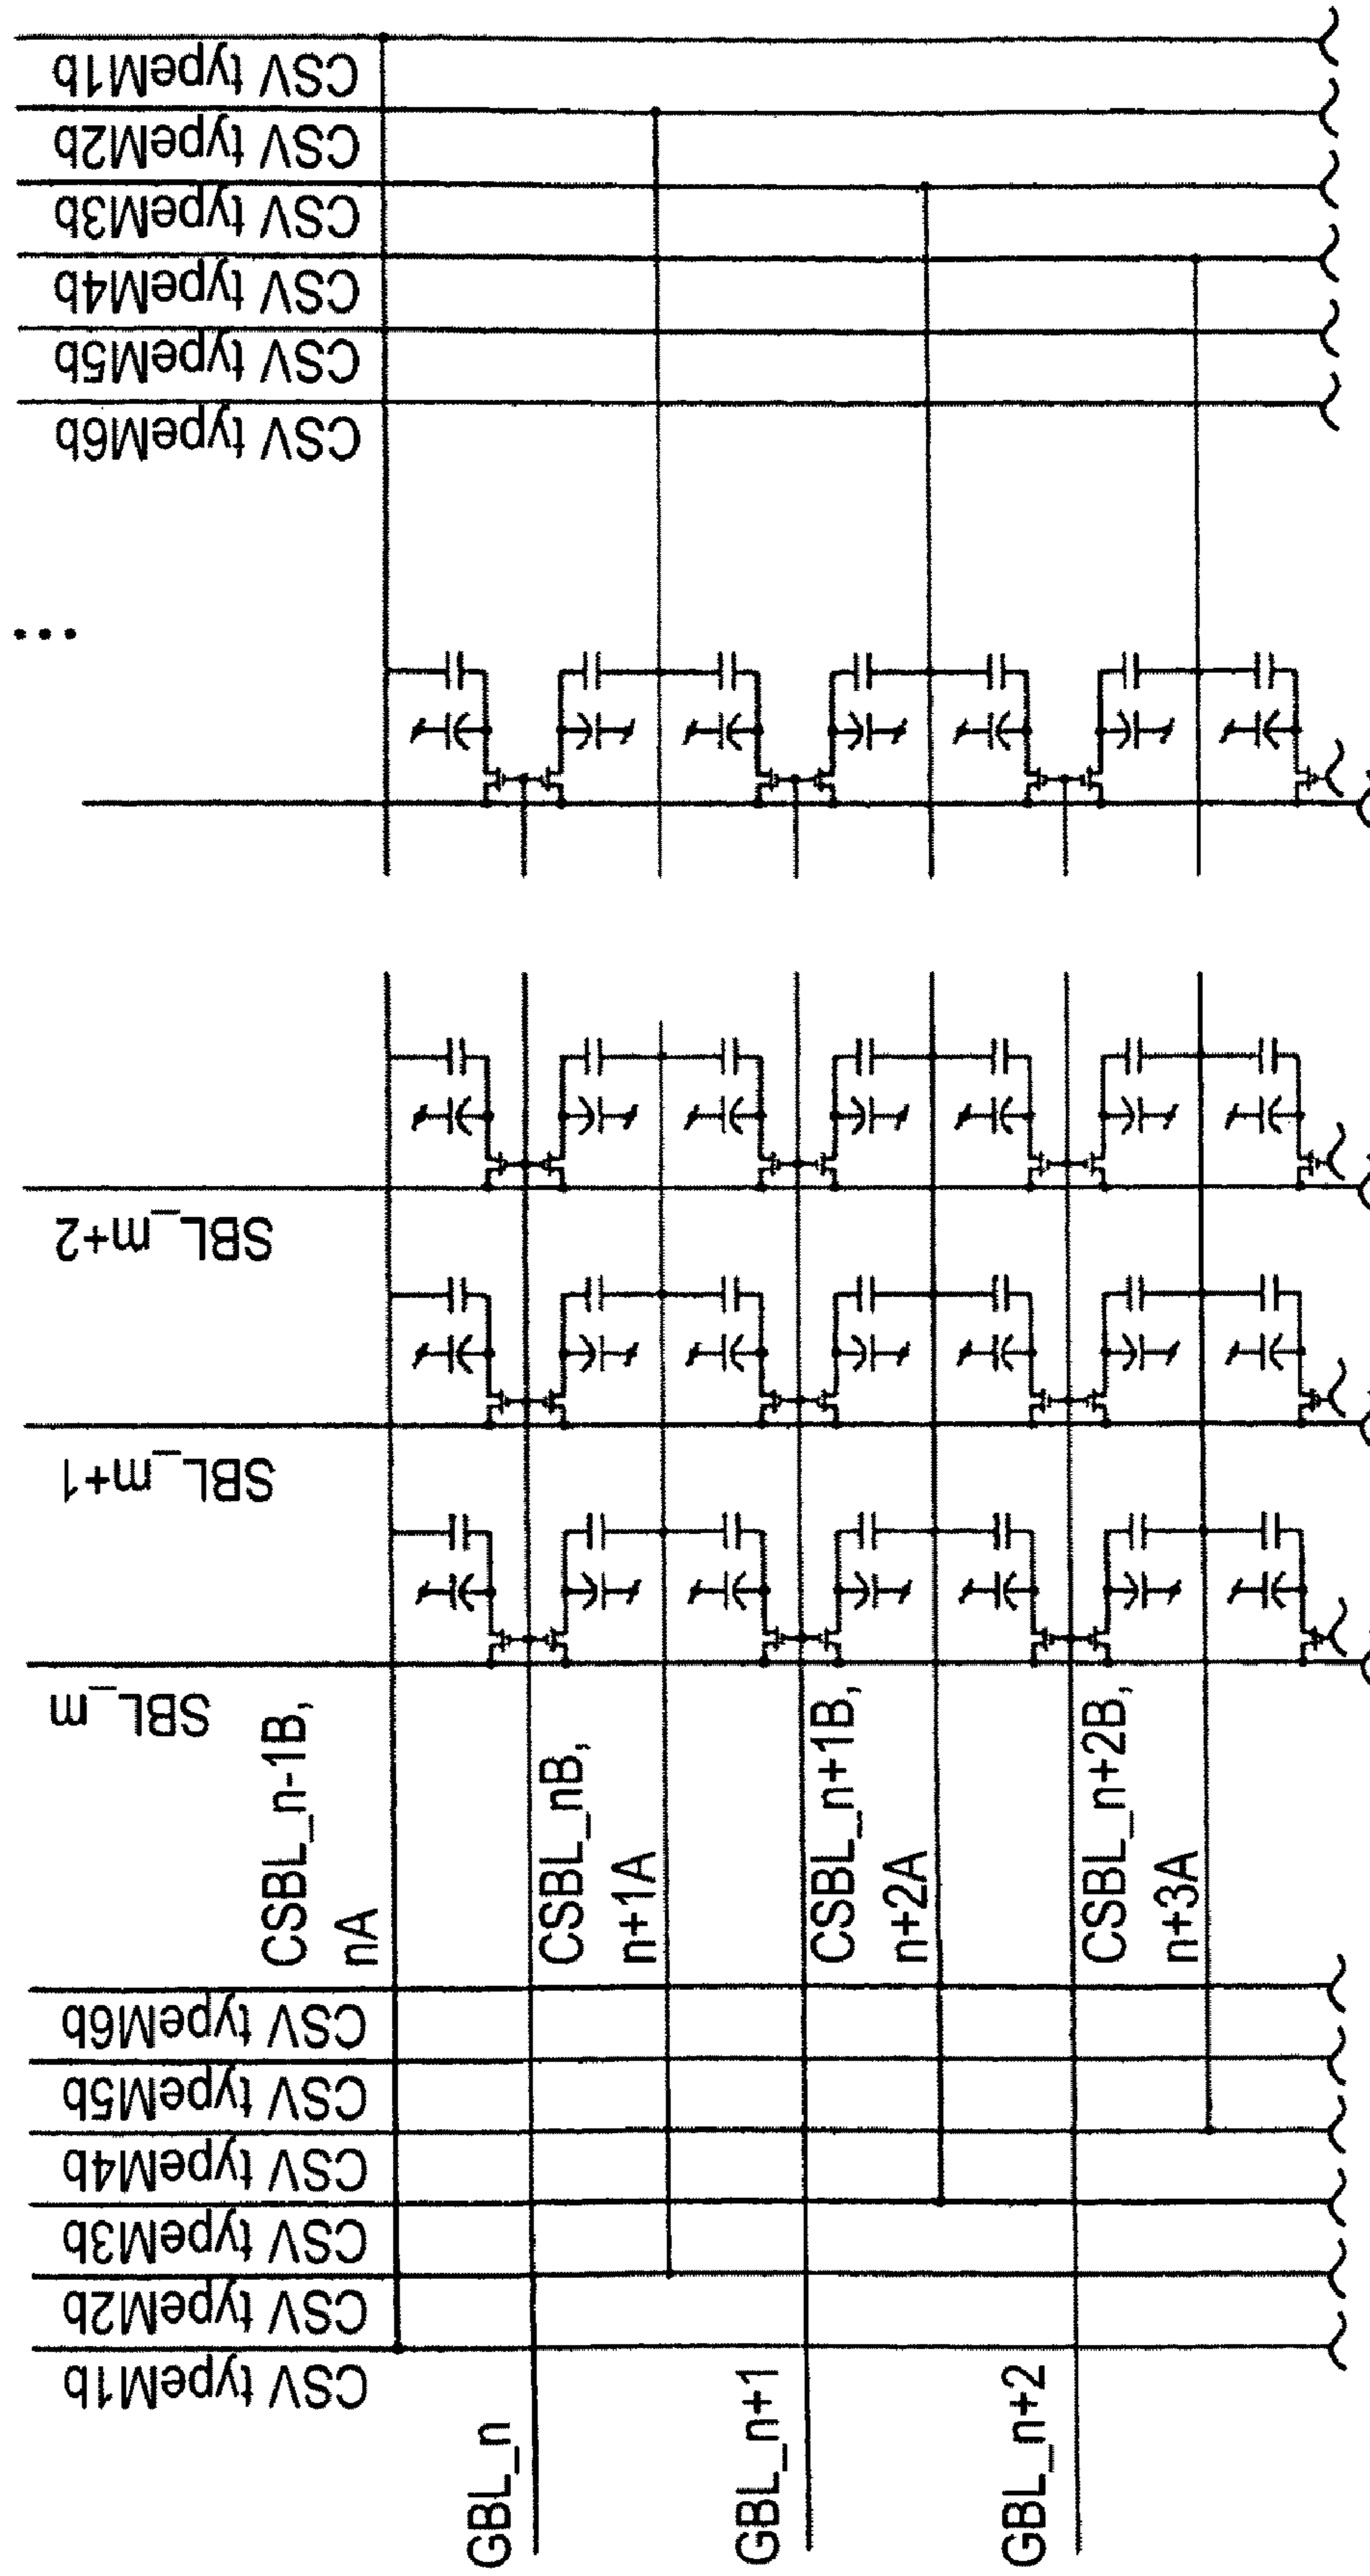 CSV typeM1b
CSV typeM2b
CSV typeM3b
CSV typeM4b
CSV typeM5b
CSV typeM6b
SBL_m
SBL_m+1
SBL_m+2
...
CSV typeM6b
CSV typeM5b
CSV typeM4b
CSV typeM3b
CSV typeM2b
CSV typeM1b
CSBL_n-1B,
nA
GBL_n
CSBL_nB,
n+1A
GBL_n+1
CSBL_n+1B,
n+2A
GBL_n+2
CSBL_n+2B,
n+3A